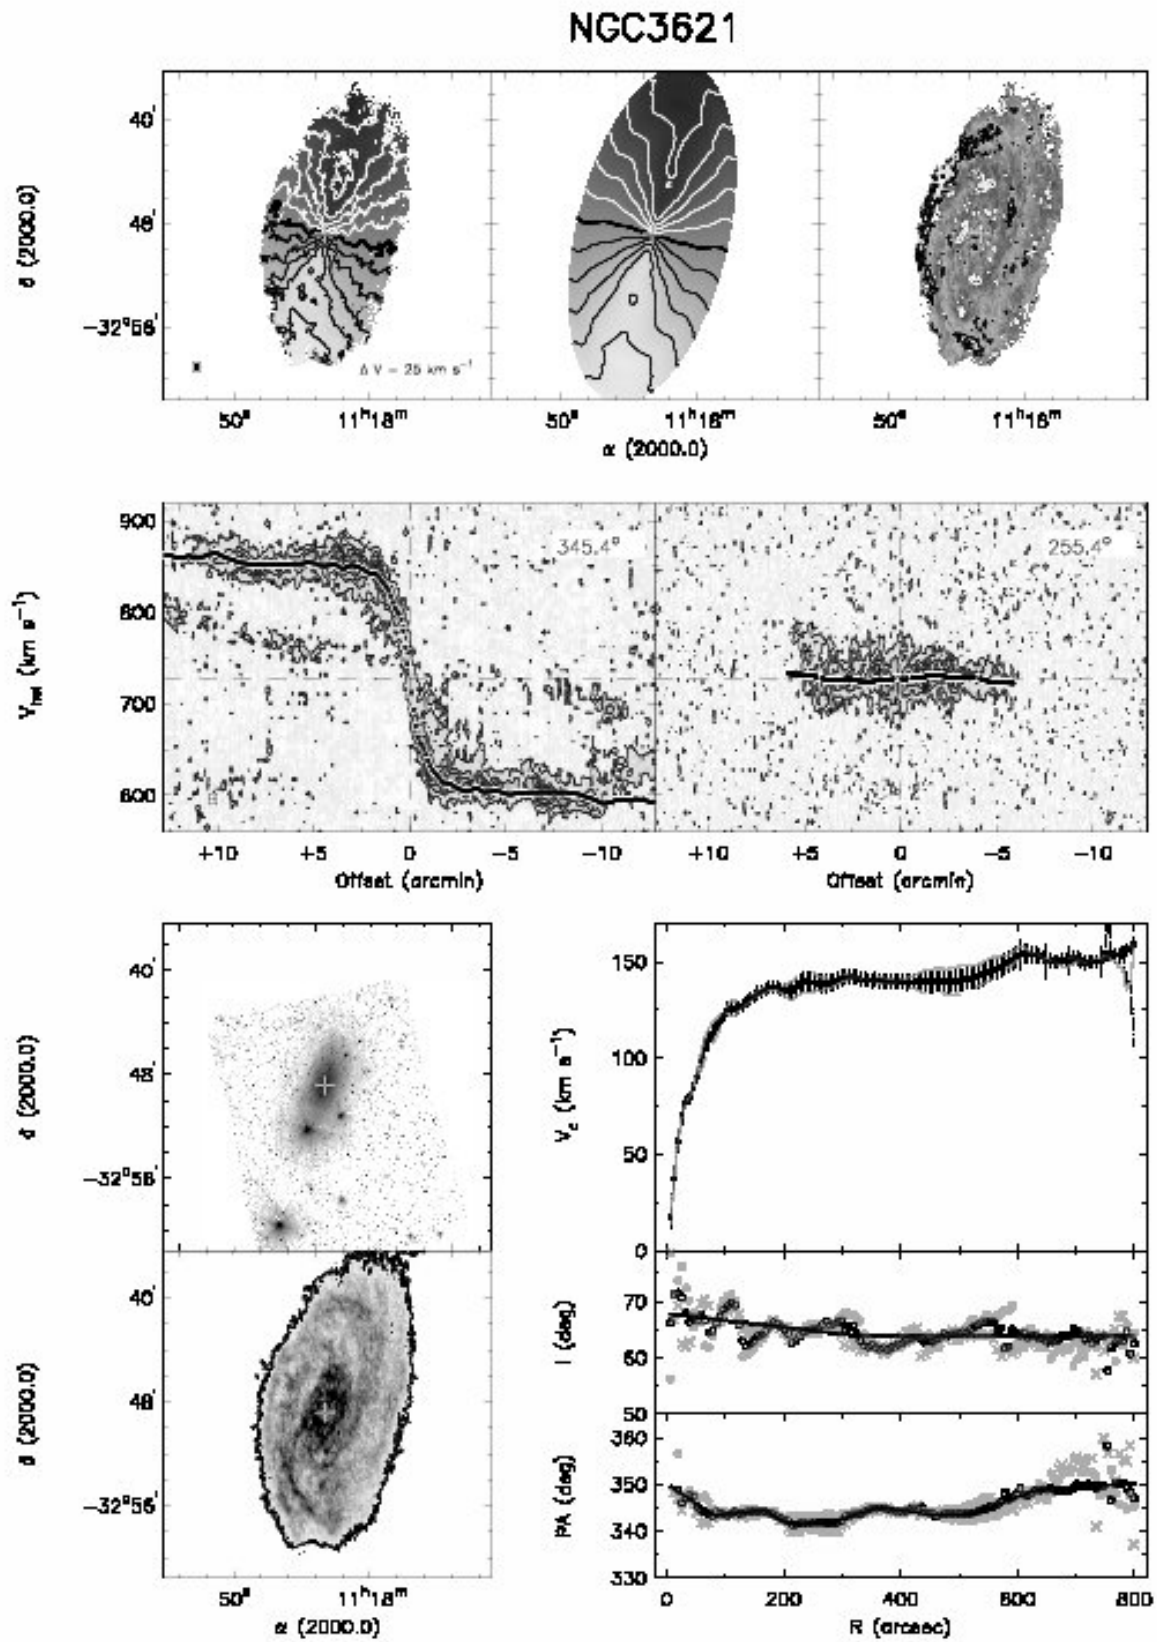 NGC3621
40'
48'
−32°56'
δ (2000.0)
Δ V = 25 km s⁻¹
50ˢ 11ʰ18ᵐ 50ˢ 11ʰ18ᵐ 50ˢ 11ʰ18ᵐ
α (2000.0)
900
800
700
600
V_hel (km s⁻¹)
345.4° 255.4°
+10 +5 0 −5 −10 +10 +5 0 −5 −10
Offset (arcmin) Offset (arcmin)
40'
48'
−32°56'
δ (2000.0)
40'
48'
−32°56'
δ (2000.0)
50ˢ 11ʰ18ᵐ
α (2000.0)
150
100
50
0
V_c (km s⁻¹)
70
60
50
I (deg)
360
350
340
330
PA (deg)
0 200 400 600 800
R (arcsec)